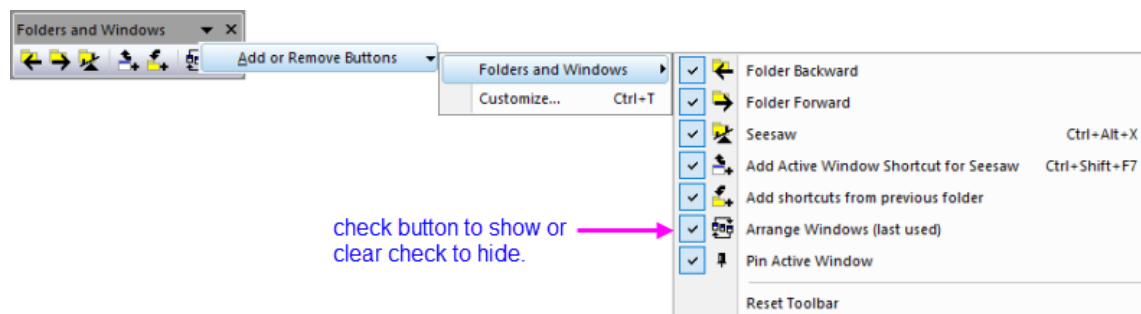 Folders and Windows
Add or Remove Buttons
Folders and Windows
Customize... Ctrl+T
Folder Backward
Folder Forward
Seesaw Ctrl+Alt+X
Add Active Window Shortcut for Seesaw Ctrl+Shift+F7
Add shortcuts from previous folder
Arrange Windows (last used)
Pin Active Window
Reset Toolbar
check button to show or
clear check to hide.